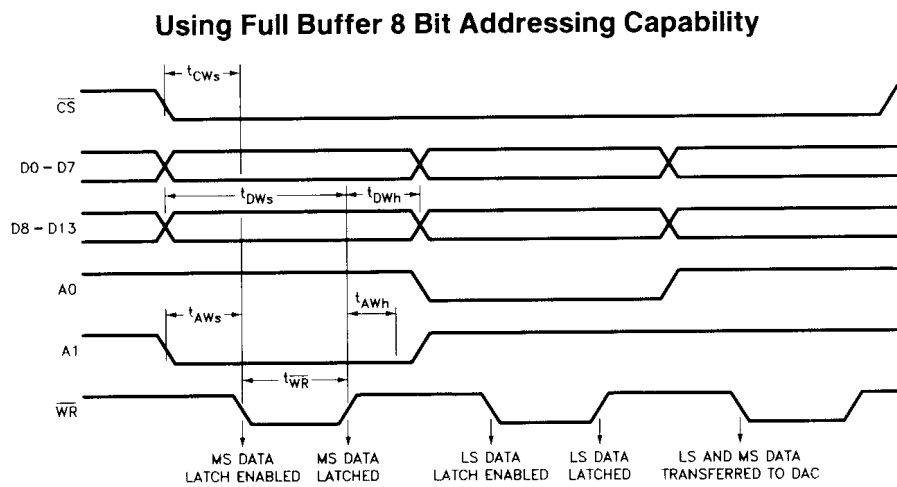 Using Full Buffer 8 Bit Addressing Capability
tCWs
CS
D0 – D7
tDWs
tDWh
D8 – D13
A0
tAWs
tAWh
A1
tWR
WR
MS DATA
LATCH ENABLED
MS DATA
LATCHED
LS DATA
LATCH ENABLED
LS DATA
LATCHED
LS AND MS DATA
TRANSFERRED TO DAC